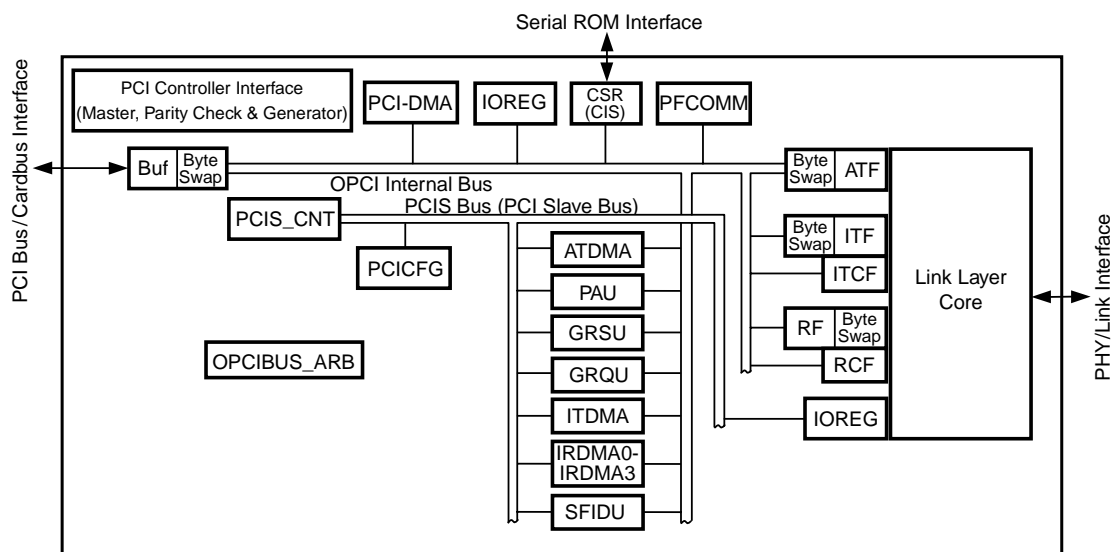 Serial ROM Interface
PCI Bus/Cardbus Interface
PCI Controller Interface
(Master, Parity Check & Generator)
PCI-DMA
IOREG
CSR
(CIS)
PFCOMM
Buf
Byte
Swap
OPCI Internal Bus
PCIS Bus (PCI Slave Bus)
PCIS_CNT
PCICFG
OPCIBUS_ARB
ATDMA
PAU
GRSU
GRQU
ITDMA
IRDMA0-
IRDMA3
SFIDU
Byte
Swap
ATF
Byte
Swap
ITF
ITCF
RF
Byte
Swap
RCF
IOREG
Link Layer
Core
PHY/Link Interface